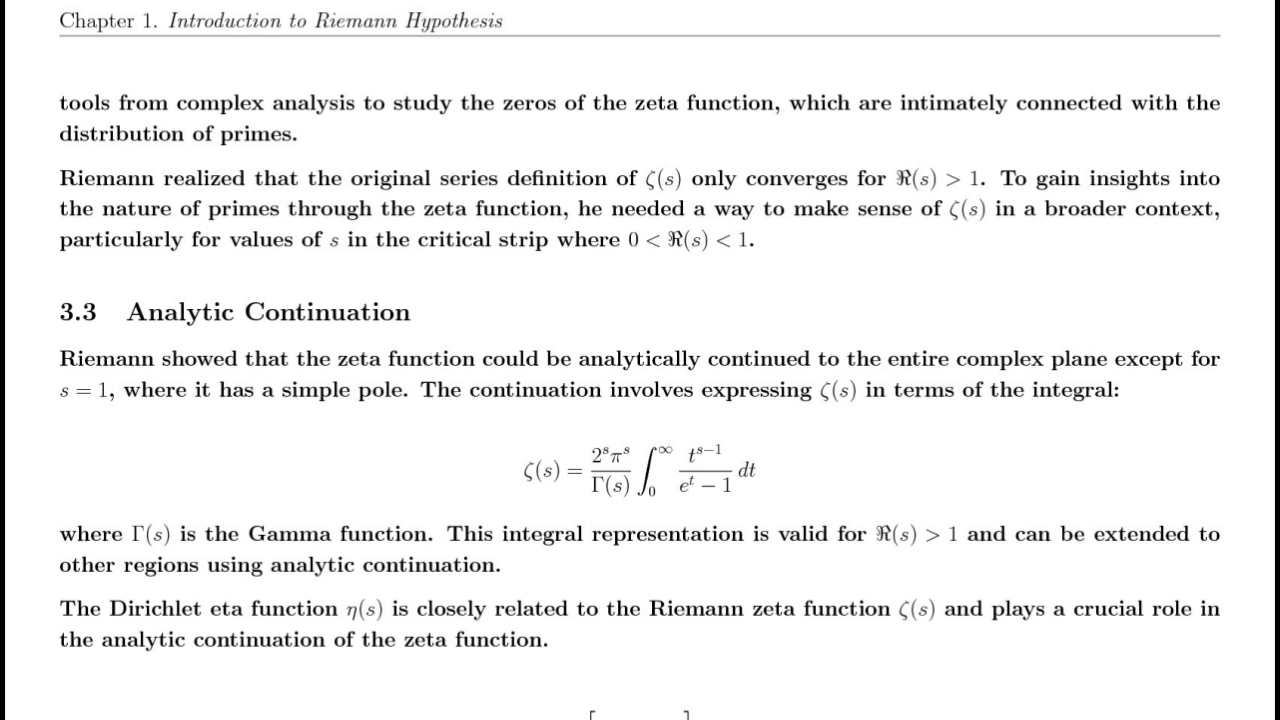 Chapter 1. Introduction to Riemann Hypothesis
tools from complex analysis to study the zeros of the zeta function, which are intimately connected with the
distribution of primes.
Riemann realized that the original series definition of ζ(s) only converges for ℜ(s) > 1. To gain insights into
the nature of primes through the zeta function, he needed a way to make sense of ζ(s) in a broader context,
particularly for values of s in the critical strip where 0 < ℜ(s) < 1.
3.3 Analytic Continuation
Riemann showed that the zeta function could be analytically continued to the entire complex plane except for
s = 1, where it has a simple pole. The continuation involves expressing ζ(s) in terms of the integral:
ζ(s) = \frac{2^s π^s}{Γ(s)} ∫_0^∞ \frac{t^{s−1}}{e^t − 1} dt
where Γ(s) is the Gamma function. This integral representation is valid for ℜ(s) > 1 and can be extended to
other regions using analytic continuation.
The Dirichlet eta function η(s) is closely related to the Riemann zeta function ζ(s) and plays a crucial role in
the analytic continuation of the zeta function.